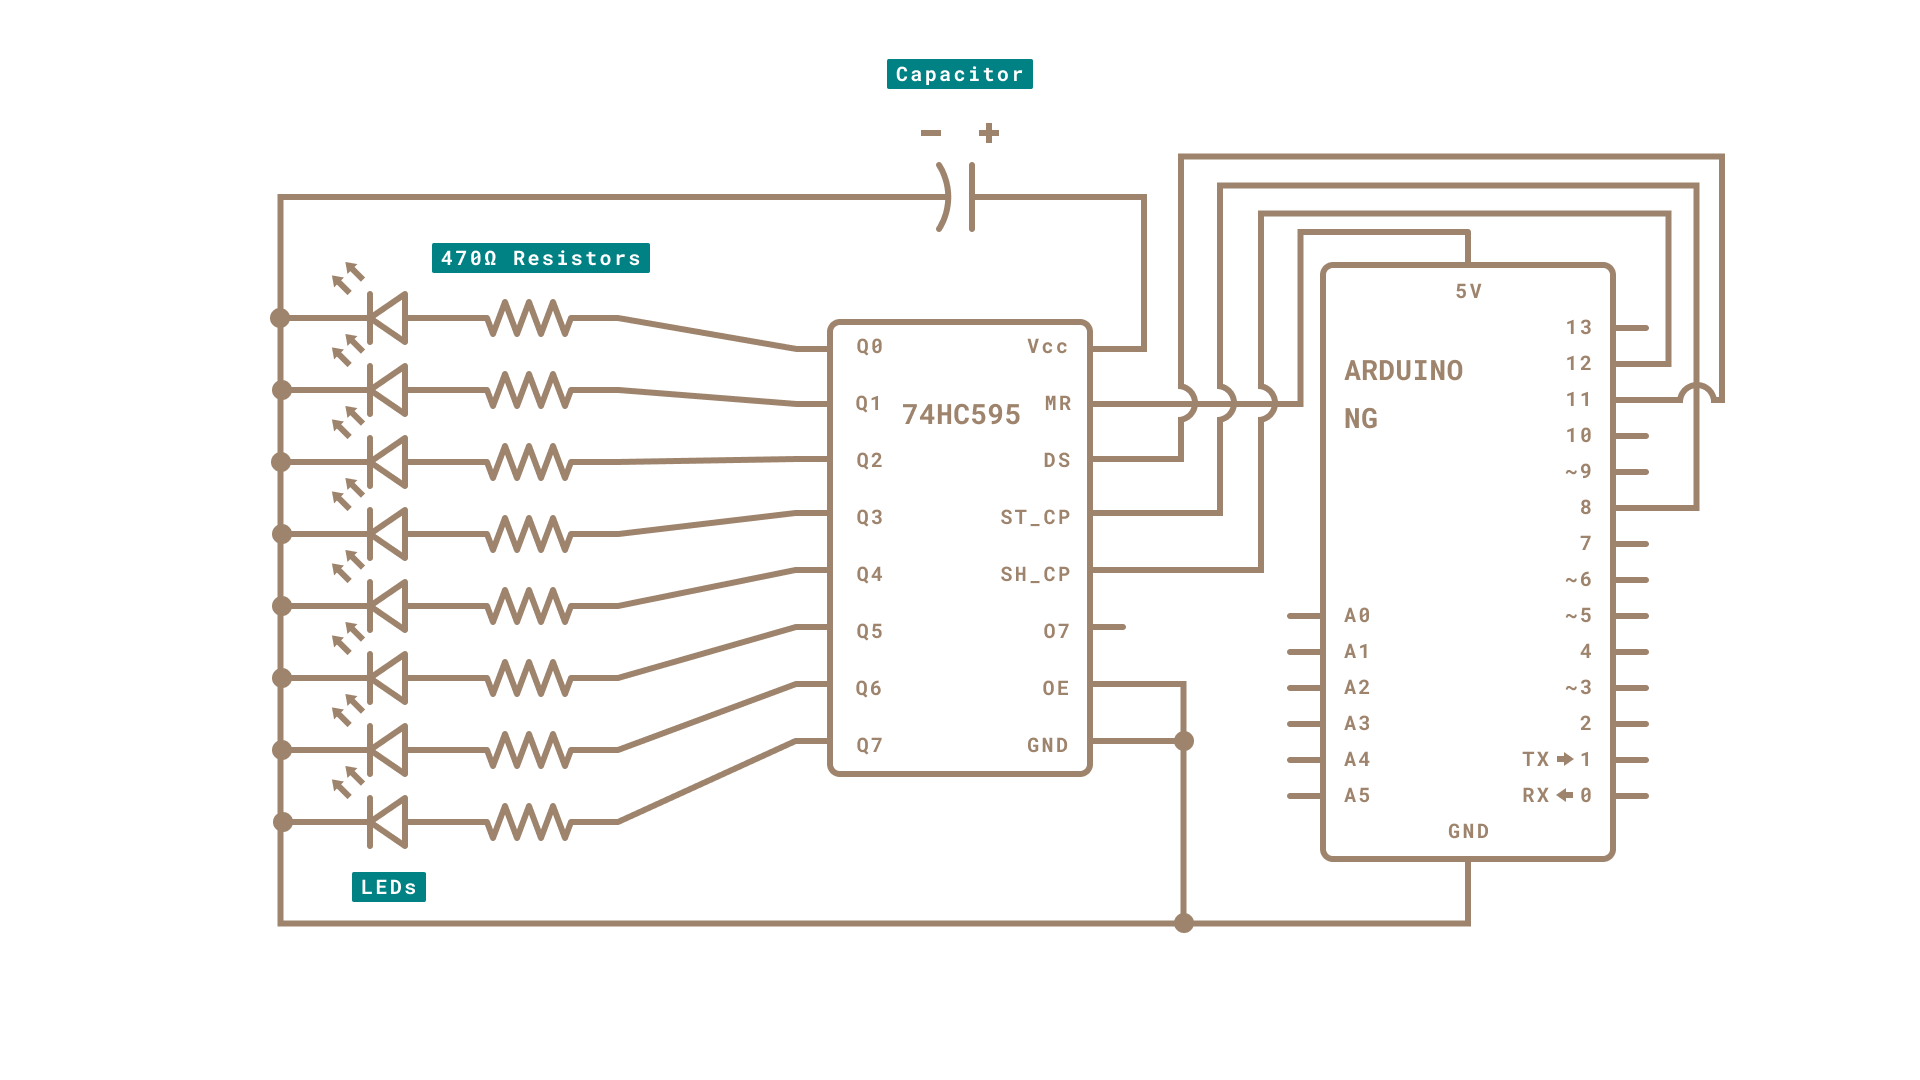 Capacitor
− +
470Ω Resistors
Q0
Q1
Q2
Q3
Q4
Q5
Q6
Q7
74HC595
Vcc
MR
DS
ST_CP
SH_CP
O7
OE
GND
5V
ARDUINO
NG
13
12
11
10
~9
8
7
~6
~5
4
~3
2
TX → 1
RX ← 0
A0
A1
A2
A3
A4
A5
GND
LEDs